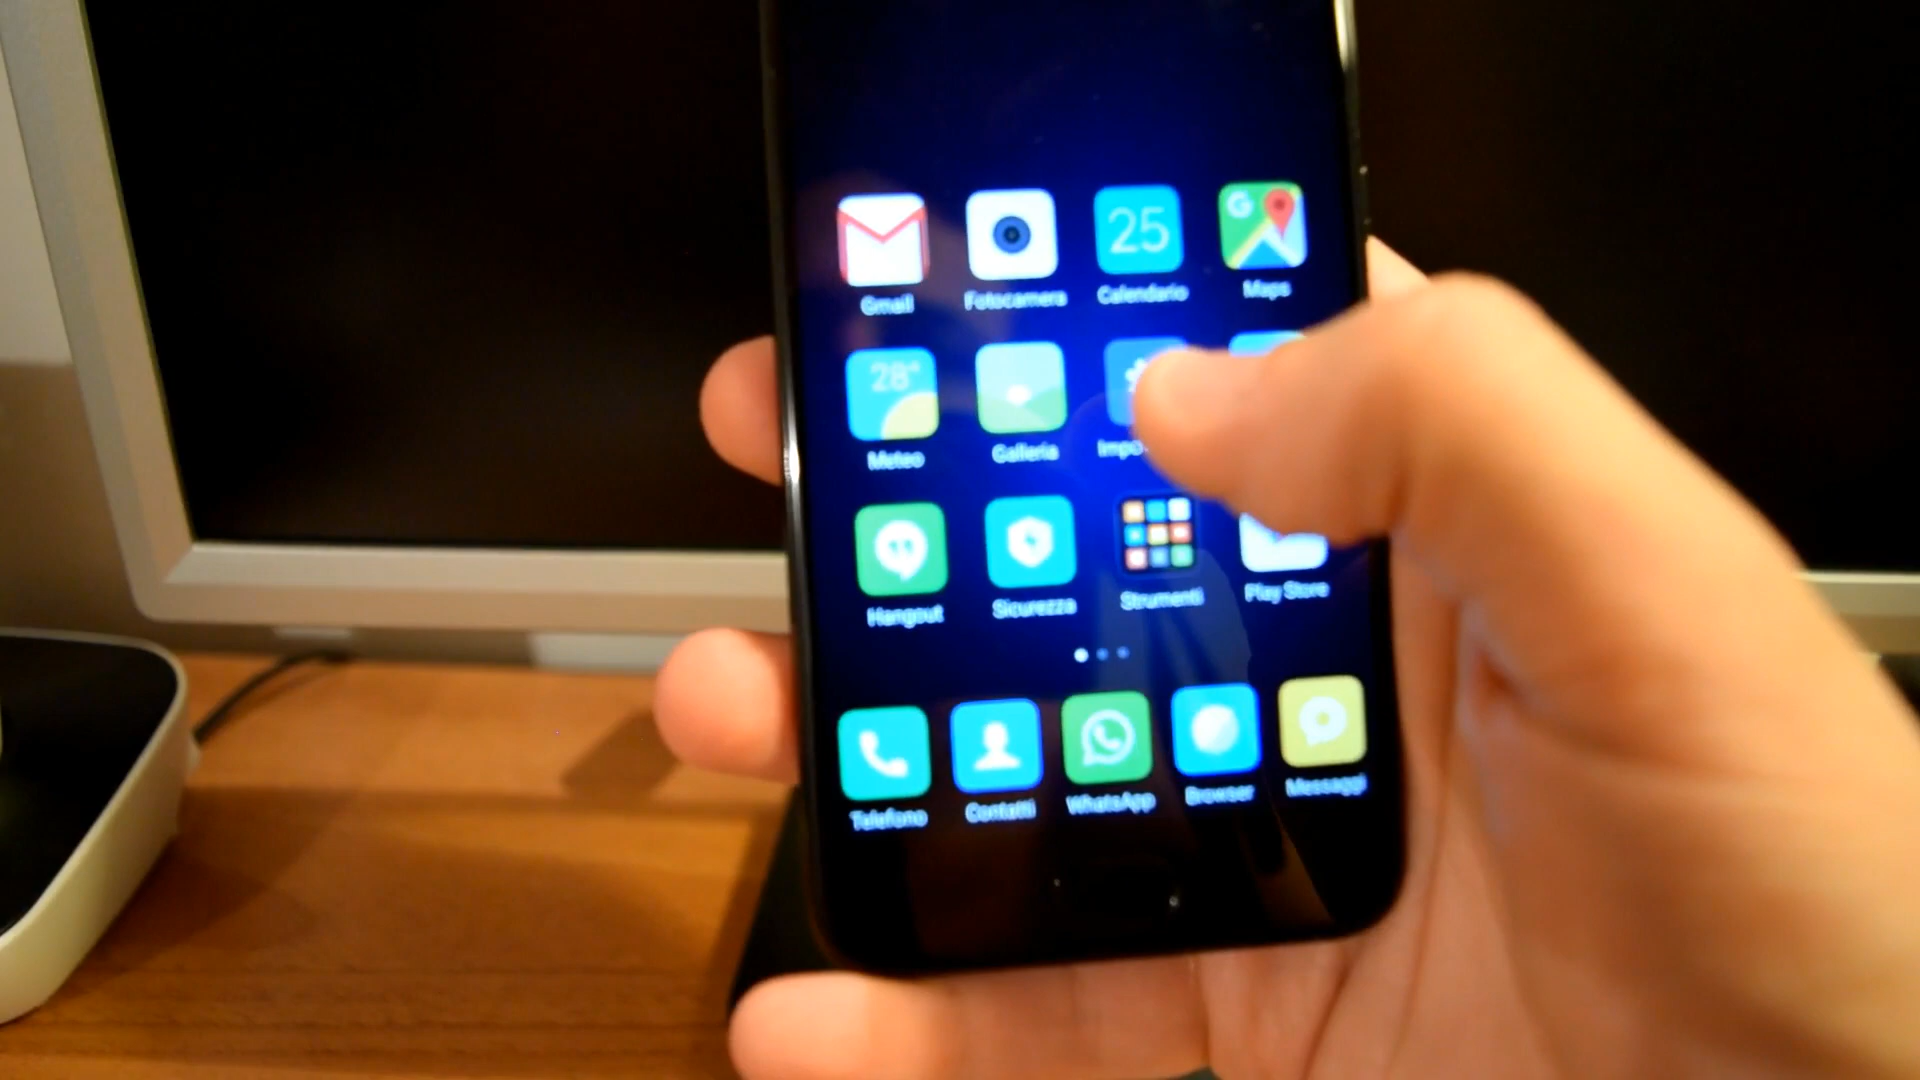 25
G
Gmail
Fotocamera
Calendario
Maps
28°
Meteo
Galleria
Hangout
Sicurezza
Strumenti
Play Store
Telefono
Contatti
WhatsApp
Browser
Messaggi